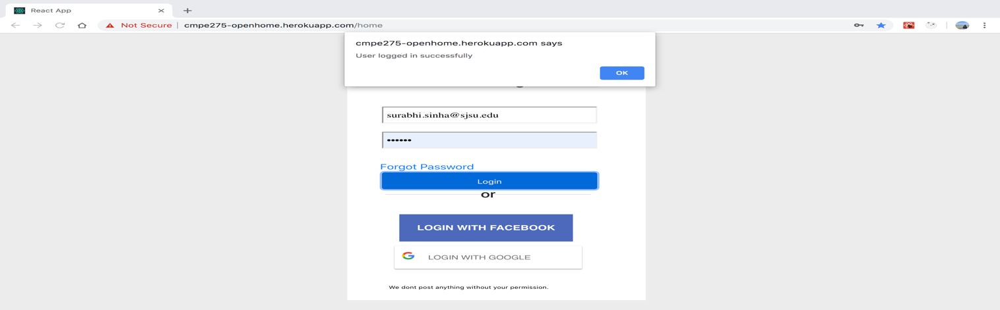 React App
Not Secure | cmpe275-openhome.herokuapp.com/home
cmpe275-openhome.herokuapp.com says
User logged in successfully
OK
surabhi.sinha@sjsu.edu
••••••
Forgot Password
Login
or
LOGIN WITH FACEBOOK
LOGIN WITH GOOGLE
We dont post anything without your permission.